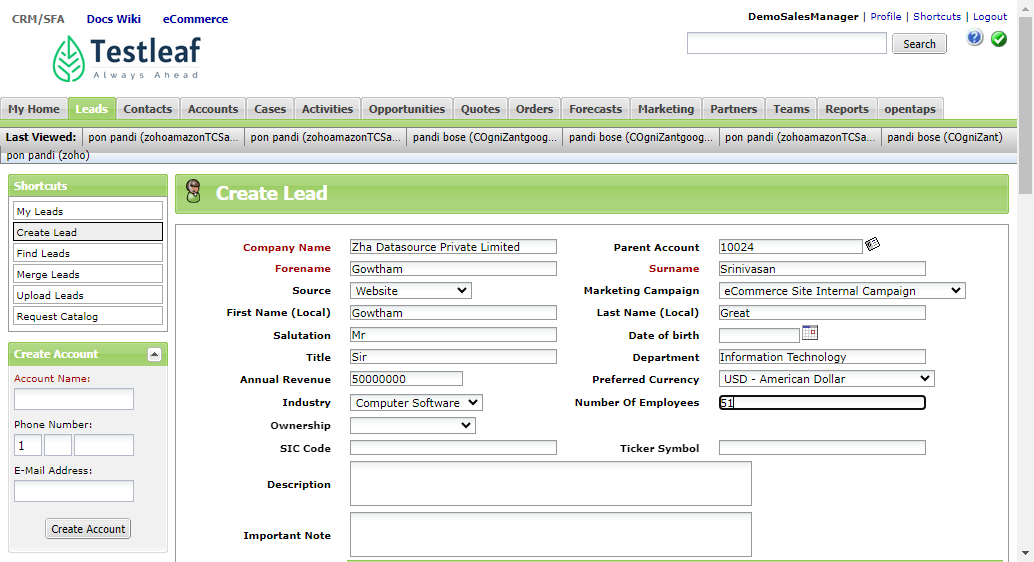 CRM/SFA Docs Wiki eCommerce
DemoSalesManager | Profile | Shortcuts | Logout
Testleaf
Always Ahead
Search
My Home Leads Contacts Accounts Cases Activities Opportunities Quotes Orders Forecasts Marketing Partners Teams Reports opentaps
Last Viewed: pon pandi (zohoamazonTCSa... pon pandi (zohoamazonTCSa... pandi bose (COgniZantgoog... pandi bose (COgniZantgoog... pon pandi (zohoamazonTCSa... pandi bose (COgniZant)
pon pandi (zoho)
Shortcuts
My Leads
Create Lead
Find Leads
Merge Leads
Upload Leads
Request Catalog
Create Account
Account Name:
Phone Number:
1
E-Mail Address:
Create Account
Create Lead
Company Name Zha Datasource Private Limited Parent Account 10024
Forename Gowtham Surname Srinivasan
Source Website Marketing Campaign eCommerce Site Internal Campaign
First Name (Local) Gowtham Last Name (Local) Great
Salutation Mr Date of birth
Title Sir Department Information Technology
Annual Revenue 50000000 Preferred Currency USD - American Dollar
Industry Computer Software Number Of Employees 51
Ownership
SIC Code Ticker Symbol
Description
Important Note